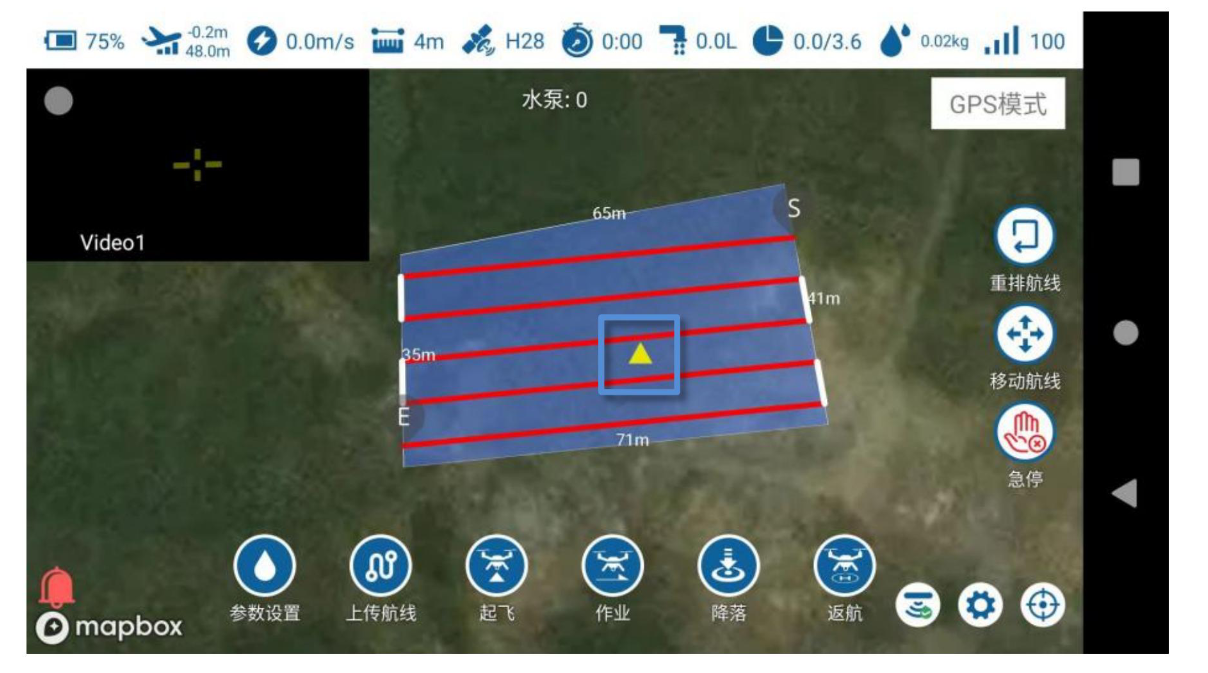 75%
-0.2m
48.0m
0.0m/s
4m
H28
0:00
0.0L
0.0/3.6
0.02kg
100
水泵: 0
GPS模式
Video1
65m
S
重排航线
41m
35m
移动航线
E
71m
急停
参数设置
上传航线
起飞
作业
降落
返航
mapbox